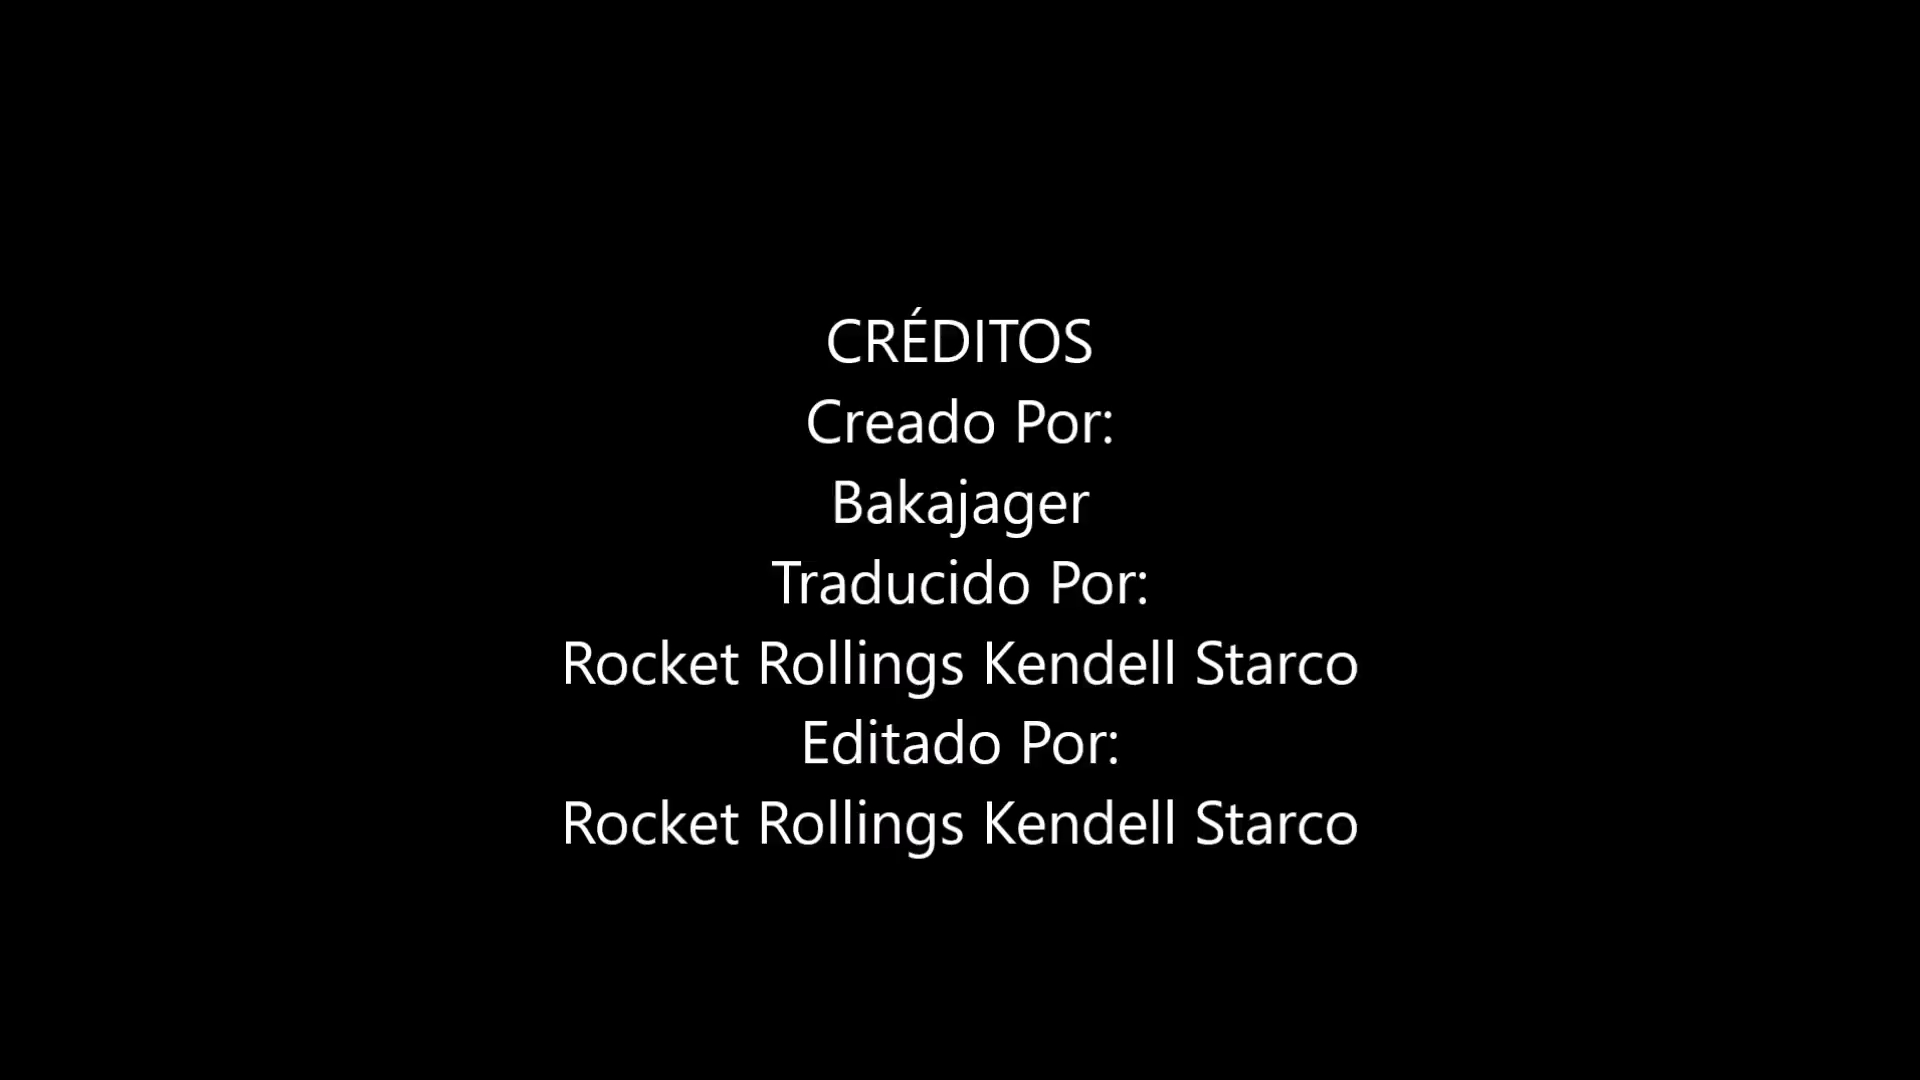 CRÉDITOS
Creado Por:
Bakajager
Traducido Por:
Rocket Rollings Kendell Starco
Editado Por:
Rocket Rollings Kendell Starco